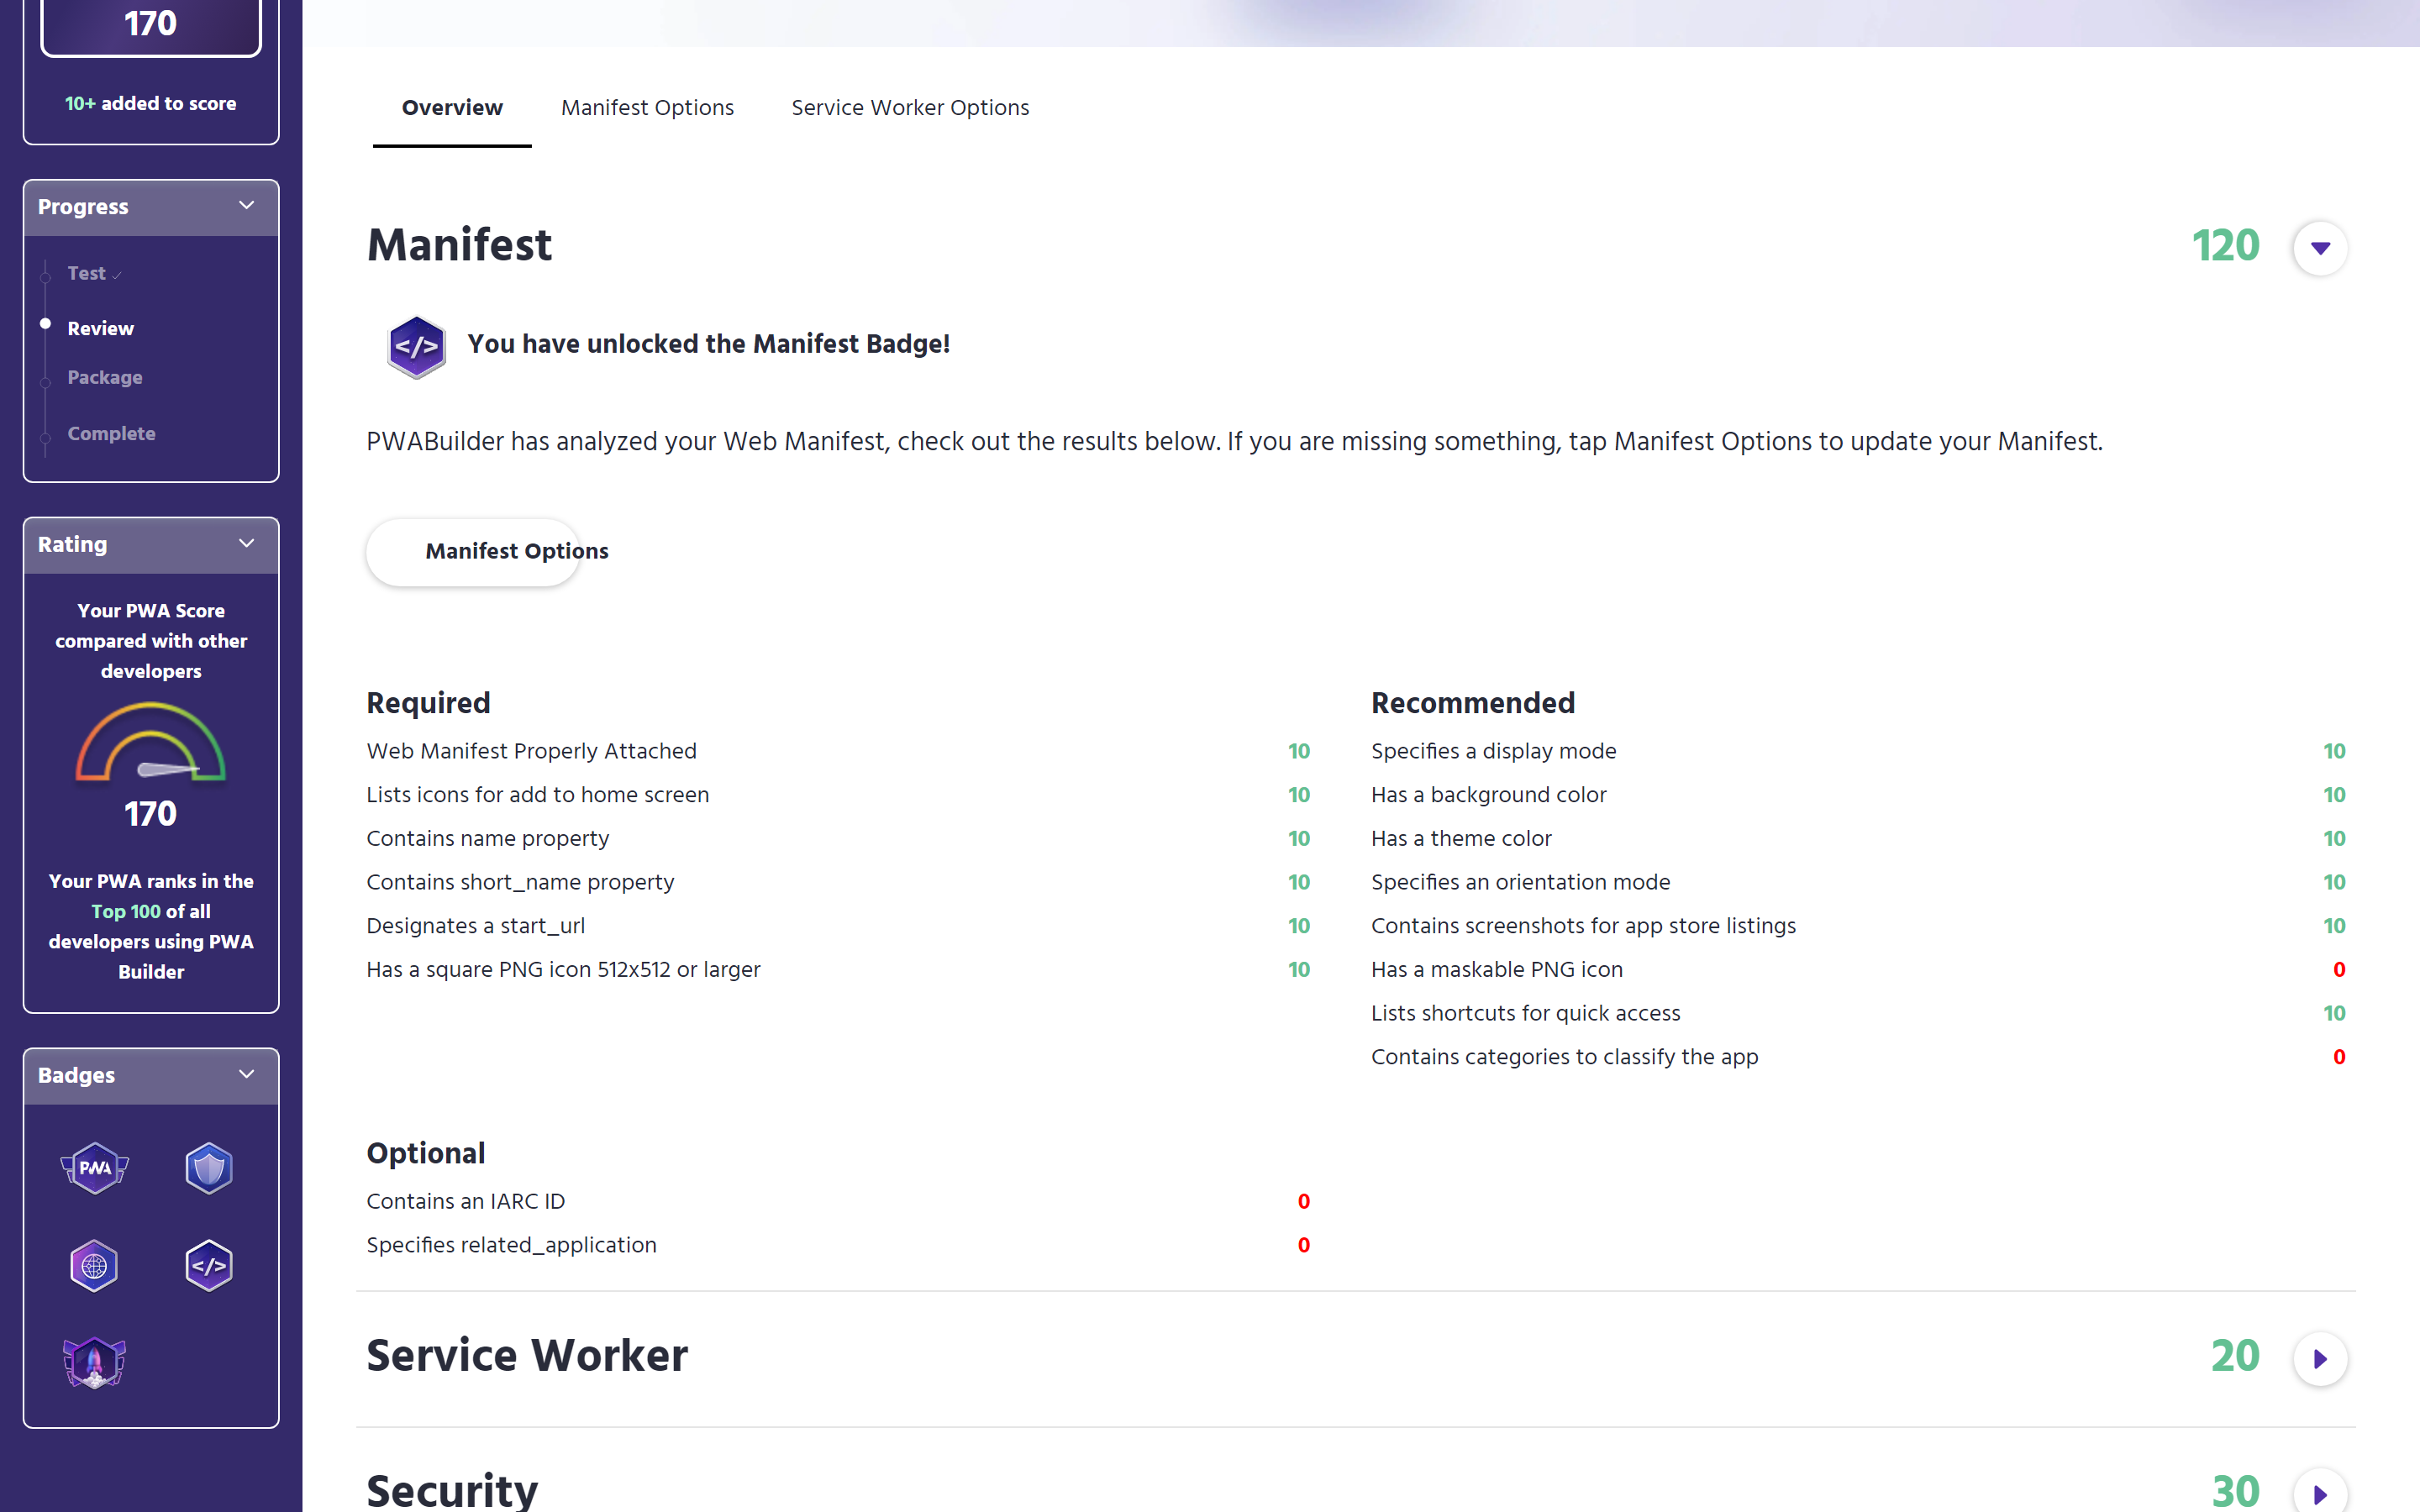 170
10+ added to score
Progress
Test
Review
Package
Complete
Rating
Your PWA Score
compared with other
developers
170
Your PWA ranks in the
Top 100 of all
developers using PWA
Builder
Badges
PWA
</>
Overview
Manifest Options
Service Worker Options
Manifest
120
</>
You have unlocked the Manifest Badge!
PWABuilder has analyzed your Web Manifest, check out the results below. If you are missing something, tap Manifest Options to update your Manifest.
Manifest Options
Required
Web Manifest Properly Attached 10
Lists icons for add to home screen 10
Contains name property 10
Contains short_name property 10
Designates a start_url 10
Has a square PNG icon 512x512 or larger 10
Recommended
Specifies a display mode 10
Has a background color 10
Has a theme color 10
Specifies an orientation mode 10
Contains screenshots for app store listings 10
Has a maskable PNG icon 0
Lists shortcuts for quick access 10
Contains categories to classify the app 0
Optional
Contains an IARC ID 0
Specifies related_application 0
Service Worker 20
Security 30